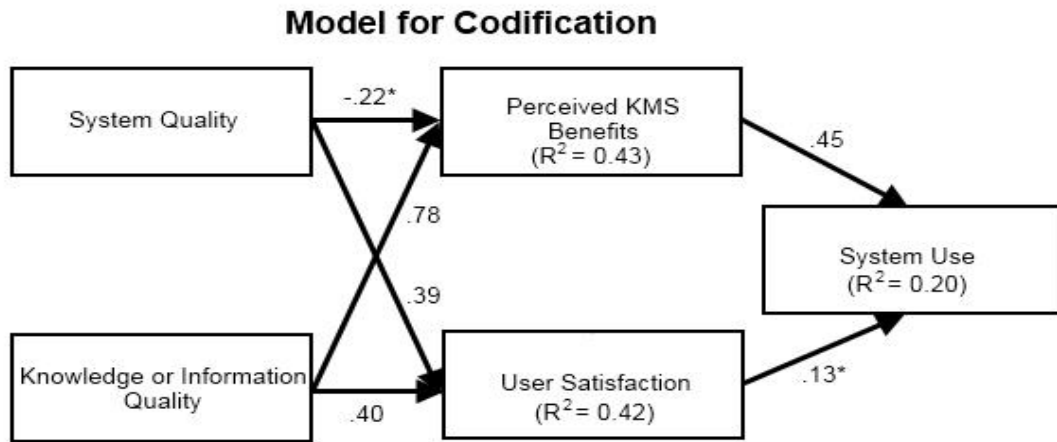 Model for Codification
System Quality
-.22*
Perceived KMS
Benefits
(R² = 0.43)
.45
.78
System Use
(R² = 0.20)
.39
Knowledge or Information
Quality
.40
User Satisfaction
(R² = 0.42)
.13*